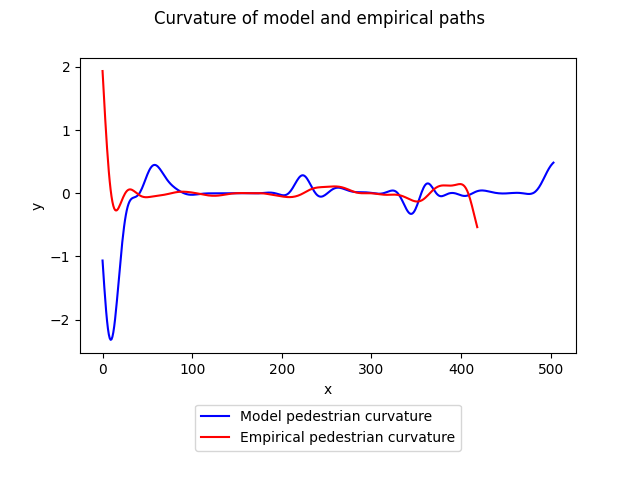 Curvature of model and empirical paths
2
1
0
−1
−2
y
0 100 200 300 400 500
x
Model pedestrian curvature
Empirical pedestrian curvature